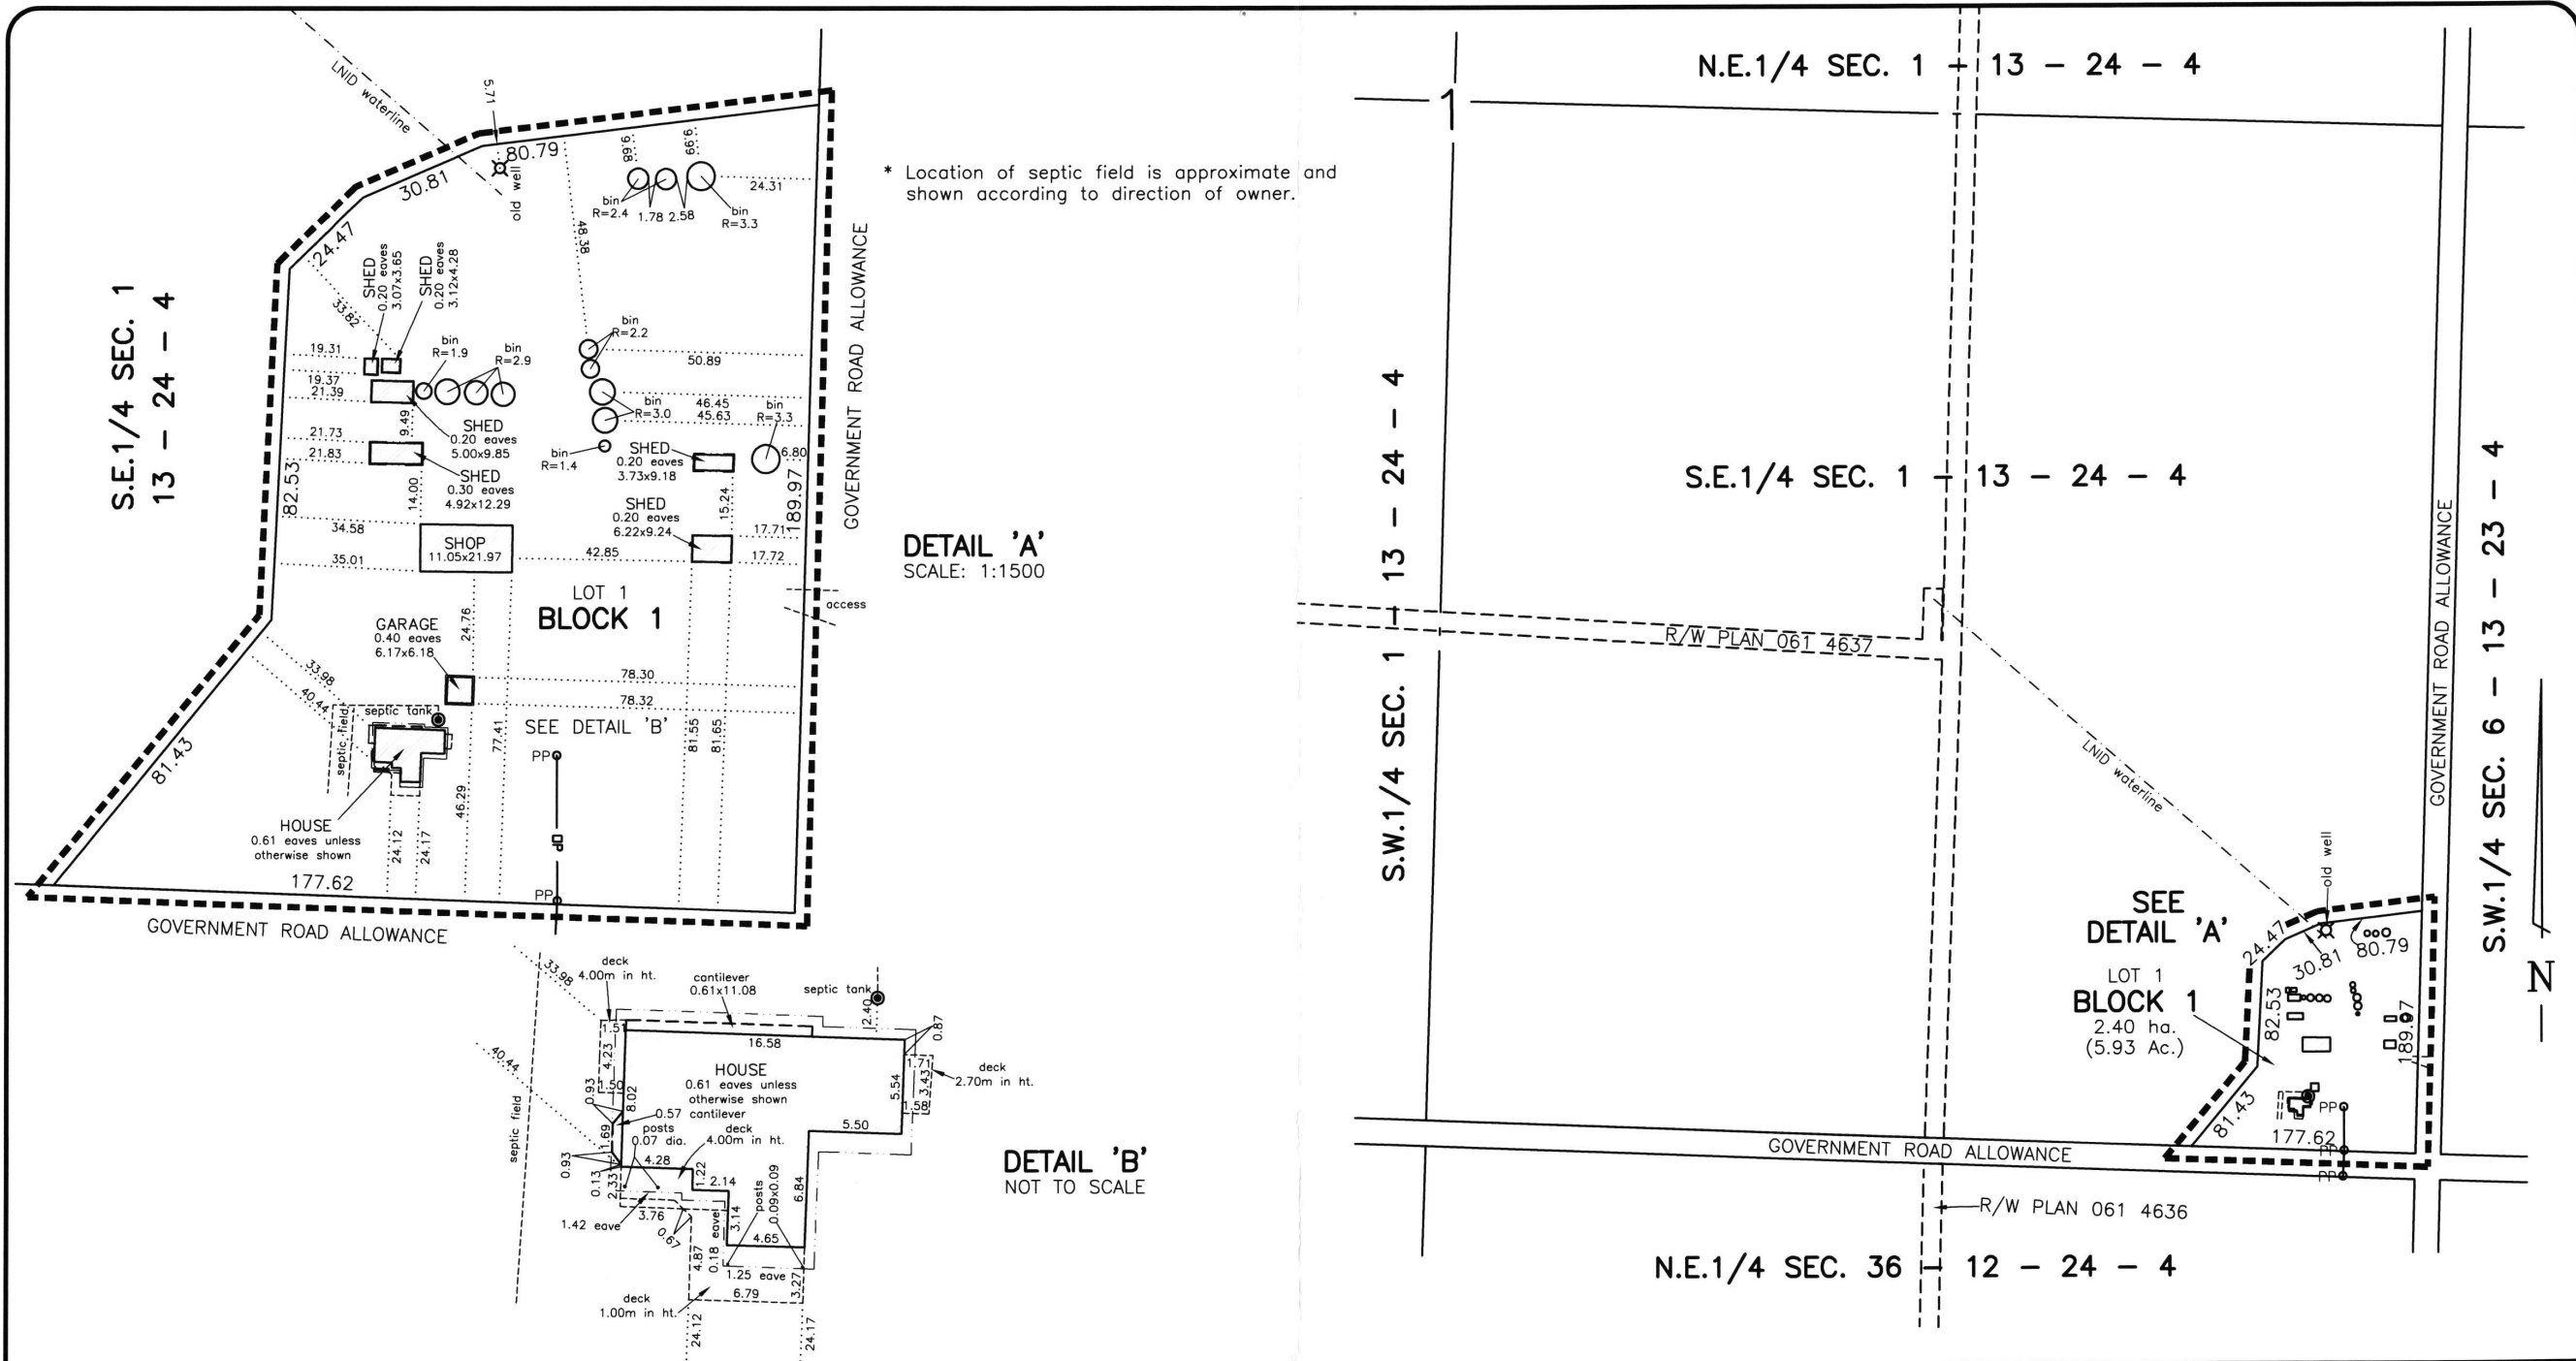 LNID waterline
5.71
80.79
30.81
24.47
old well
9.68
9.99
24.31
bin
R=2.4
1.78
2.58
bin
R=3.3
* Location of septic field is approximate and
shown according to direction of owner.
S.E.1/4 SEC. 1
13 - 24 - 4
SHED
0.20 eaves
3.07x3.65
SHED
0.20 eaves
3.12x4.28
33.82
48.38
GOVERNMENT ROAD ALLOWANCE
19.31
19.37
21.39
21.73
21.83
82.53
bin
R=1.9
bin
R=2.9
bin
R=2.2
50.89
46.45
45.63
bin
R=3.0
bin
R=3.3
6.80
9.49
SHED
0.20 eaves
5.00x9.85
SHED
0.30 eaves
4.92x12.29
14.00
bin
R=1.4
SHED
0.20 eaves
3.73x9.18
15.24
189.97
SHED
0.20 eaves
6.22x9.24
17.71
17.72
34.58
35.01
SHOP
11.05x21.97
42.85
DETAIL 'A'
SCALE: 1:1500
LOT 1
BLOCK 1
access
24.76
GARAGE
0.40 eaves
6.17x6.18
78.30
78.32
33.98
40.44
septic tank
septic field
SEE DETAIL 'B'
77.41
81.55
81.65
PP
46.29
81.43
HOUSE
0.61 eaves unless
otherwise shown
24.12
24.17
177.62
PP
GOVERNMENT ROAD ALLOWANCE
33.98
40.44
septic field
deck
4.00m in ht.
cantilever
0.61x11.08
septic tank
2.40
0.87
1.51
4.23
1.50
16.58
HOUSE
0.61 eaves unless
otherwise shown
1.71
3.43
1.58
5.54
deck
2.70m in ht.
0.93
8.02
0.57 cantilever
posts
0.07 dia.
deck
4.00m in ht.
5.50
1.69
0.93
0.13
2.33
4.28
1.22
2.14
posts
0.09x0.09
6.84
1.42 eave
3.76
0.67
3.14
0.18 eave
4.87
4.65
1.25 eave
3.27
6.79
deck
1.00m in ht.
24.12
24.17
DETAIL 'B'
NOT TO SCALE
N.E.1/4 SEC. 1 - 13 - 24 - 4
1
S.W.1/4 SEC. 1 - 13 - 24 - 4
S.E.1/4 SEC. 1 - 13 - 24 - 4
R/W PLAN 061 4637
LNID waterline
GOVERNMENT ROAD ALLOWANCE
S.W.1/4 SEC. 6 - 13 - 23 - 4
old well
SEE
DETAIL 'A'
LOT 1
BLOCK 1
2.40 ha.
(5.93 Ac.)
24.47
30.81
80.79
82.53
189.97
81.43
177.62
PP
PP
PP
N
GOVERNMENT ROAD ALLOWANCE
R/W PLAN 061 4636
N.E.1/4 SEC. 36 - 12 - 24 - 4